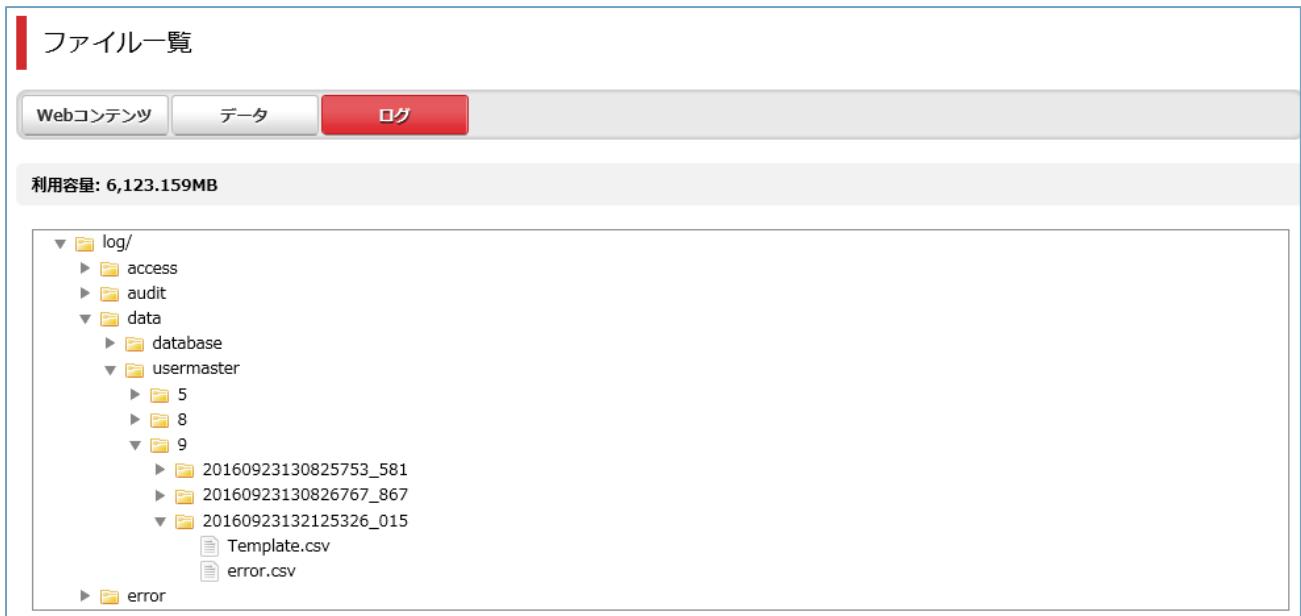 ファイル一覧
Webコンテンツ データ ログ
利用容量: 6,123.159MB
log/
access
audit
data
database
usermaster
5
8
9
20160923130825753_581
20160923130826767_867
20160923132125326_015
Template.csv
error.csv
error